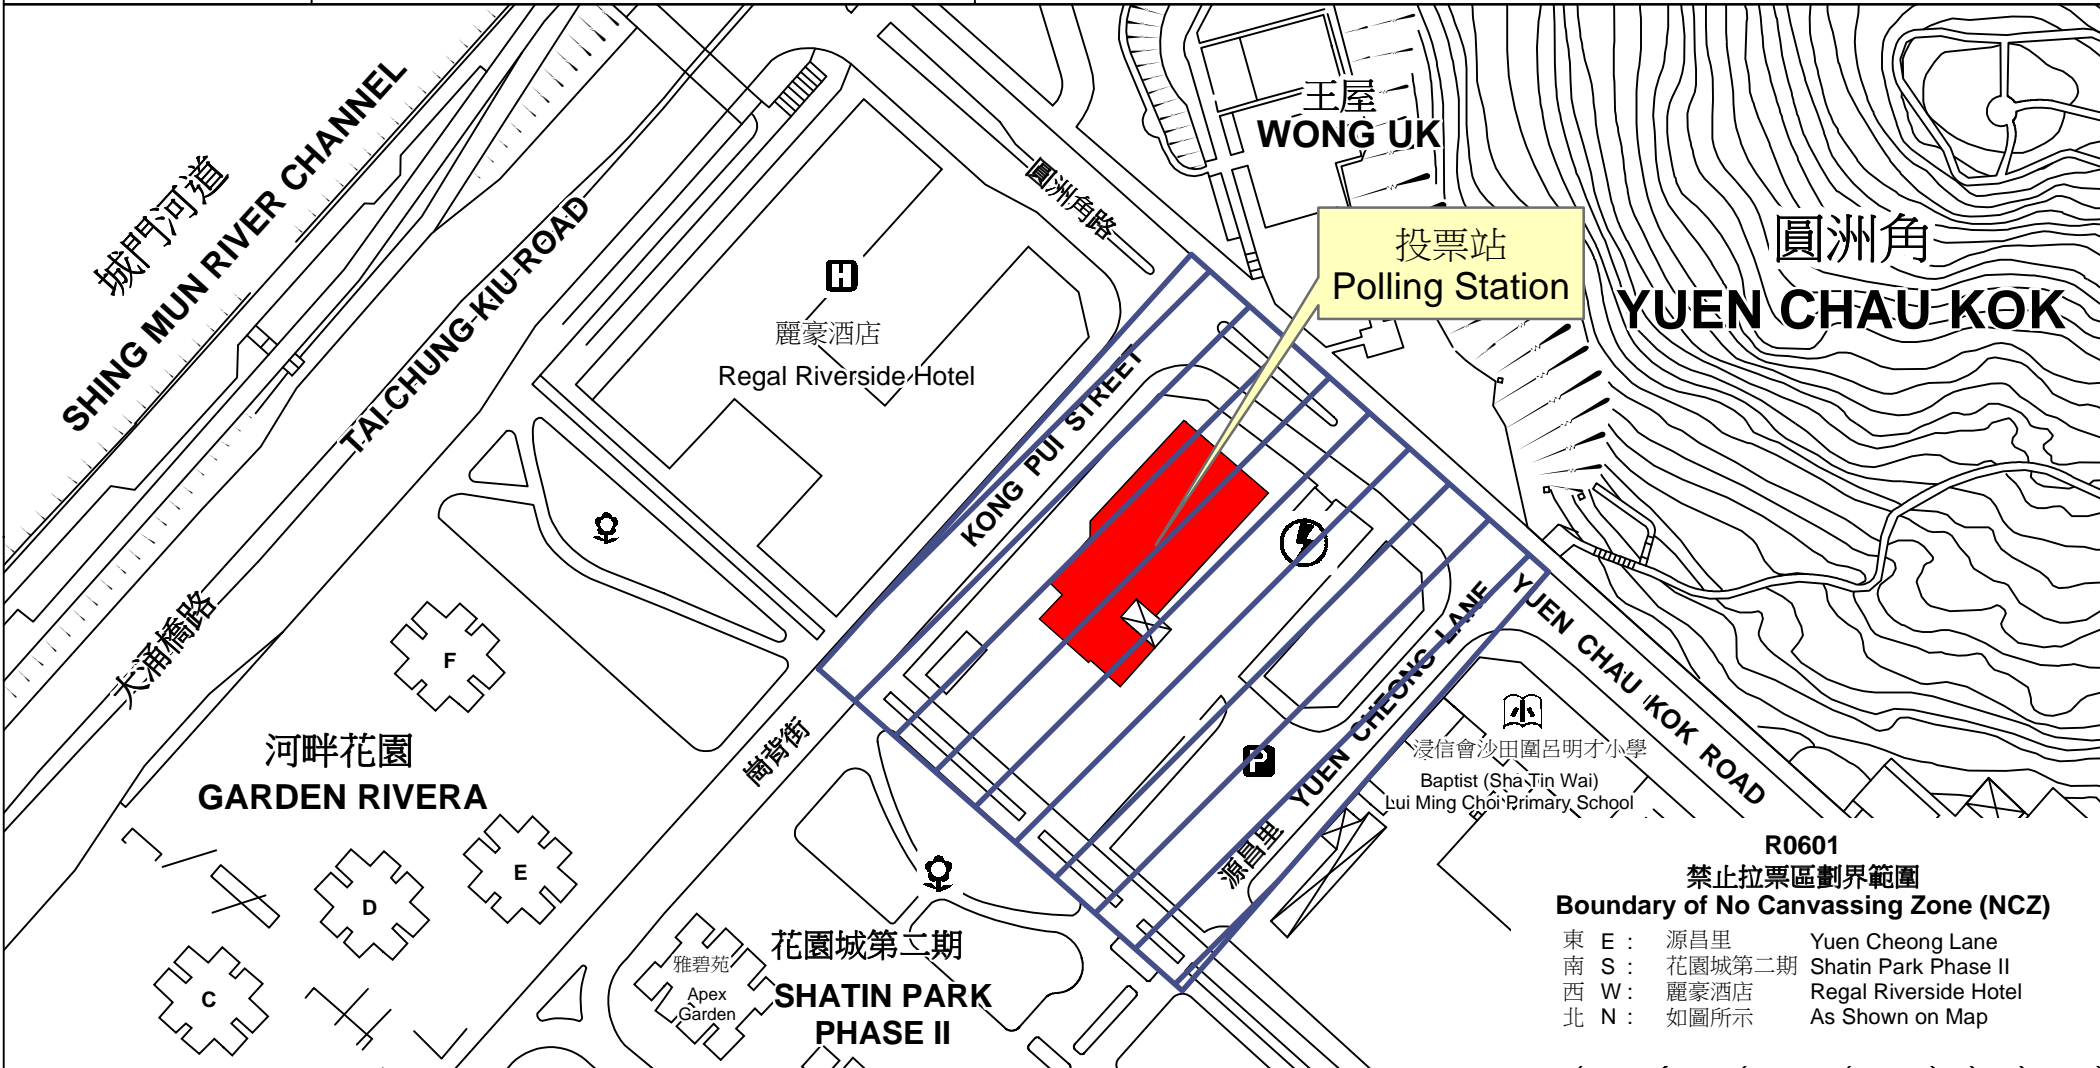 城門河道
SHING MUN RIVER CHANNEL
TAI CHUNG KIU ROAD
大涌橋路
王屋
WONG UK
圓洲角路
投票站
Polling Station
圓洲角
YUEN CHAU KOK
H
麗豪酒店
Regal Riverside Hotel
KONG PUI STREET
崗背街
F
河畔花園
GARDEN RIVERA
E
D
C
P
YUEN CHEONG LANE
源昌里
YUEN CHAU KOK ROAD
浸信會沙田圍呂明才小學
Baptist (Sha Tin Wai)
Lui Ming Choi Primary School
雅碧苑
Apex
Garden
花園城第二期
SHATIN PARK
PHASE II
R0601
禁止拉票區劃界範圍
Boundary of No Canvassing Zone (NCZ)
東 E : 源昌里 Yuen Cheong Lane
南 S : 花園城第二期 Shatin Park Phase II
西 W : 麗豪酒店 Regal Riverside Hotel
北 N : 如圖所示 As Shown on Map